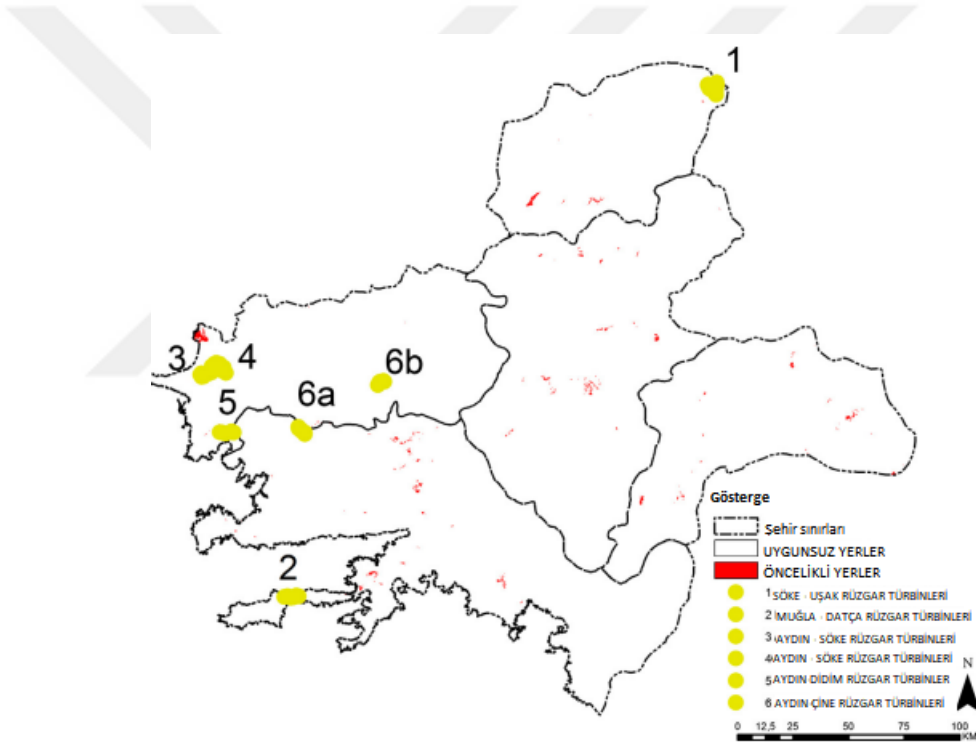 1
3
4
6b
6a
5
2
Gösterge
Şehir sınırları
UYGUNSUZ YERLER
ÖNCELİKLİ YERLER
1 SÖKE - UŞAK RÜZGAR TÜRBİNLERİ
2 MUĞLA - DATÇA RÜZGAR TÜRBİNLERİ
3 AYDIN - SÖKE RÜZGAR TÜRBİNLERİ
4 AYDIN - SÖKE RÜZGAR TÜRBİNLERİ
5 AYDIN DİDİM RÜZGAR TÜRBİNLER
6 AYDIN ÇİNE RÜZGAR TÜRBİNLERİ
N
0 12,5 25 50 75 100
KM